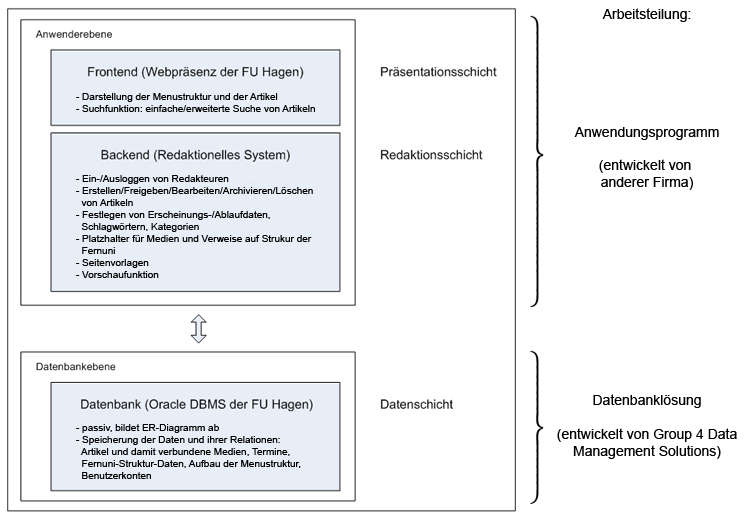 Arbeitsteilung:
Anwenderebene
Frontend (Webpräsenz der FU Hagen)
- Darstellung der Menustruktur und der Artikel
- Suchfunktion: einfache/erweiterte Suche von Artikeln
Präsentationsschicht
Backend (Redaktionelles System)
- Ein-/Ausloggen von Redakteuren
- Erstellen/Freigeben/Bearbeiten/Archivieren/Löschen
von Artikeln
- Festlegen von Erscheinungs-/Ablaufdaten,
Schlagwörtern, Kategorien
- Platzhalter für Medien und Verweise auf Strukur der
Fernuni
- Seitenvorlagen
- Vorschaufunktion
Redaktionsschicht
Anwendungsprogramm
(entwickelt von
anderer Firma)
Datenbankebene
Datenbank (Oracle DBMS der FU Hagen)
- passiv, bildet ER-Diagramm ab
- Speicherung der Daten und ihrer Relationen:
Artikel und damit verbundene Medien, Termine,
Fernuni-Struktur-Daten, Aufbau der Menustruktur,
Benutzerkonten
Datenschicht
Datenbanklösung
(entwickelt von Group 4 Data
Management Solutions)